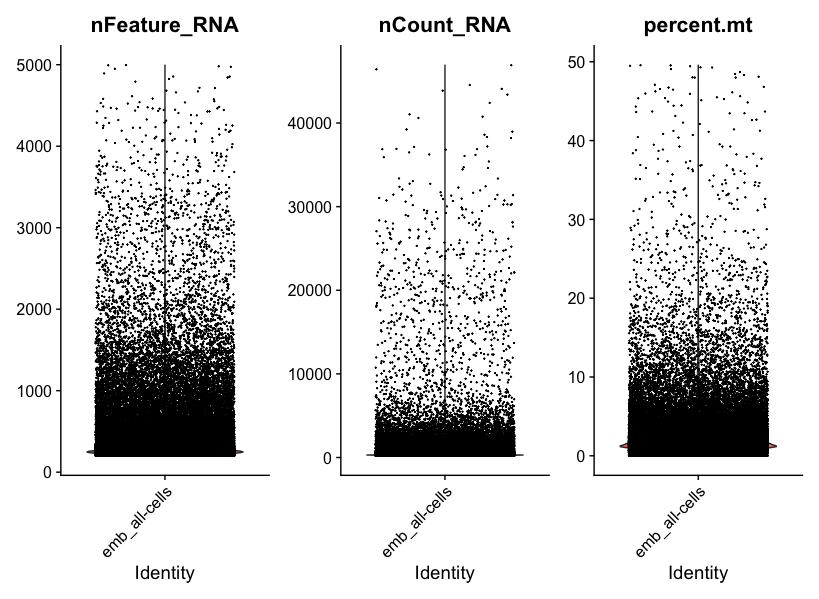 nFeature_RNA
5000
4000
3000
2000
1000
0
emb_all-cells
Identity
nCount_RNA
40000
30000
20000
10000
0
emb_all-cells
Identity
percent.mt
50
40
30
20
10
0
emb_all-cells
Identity